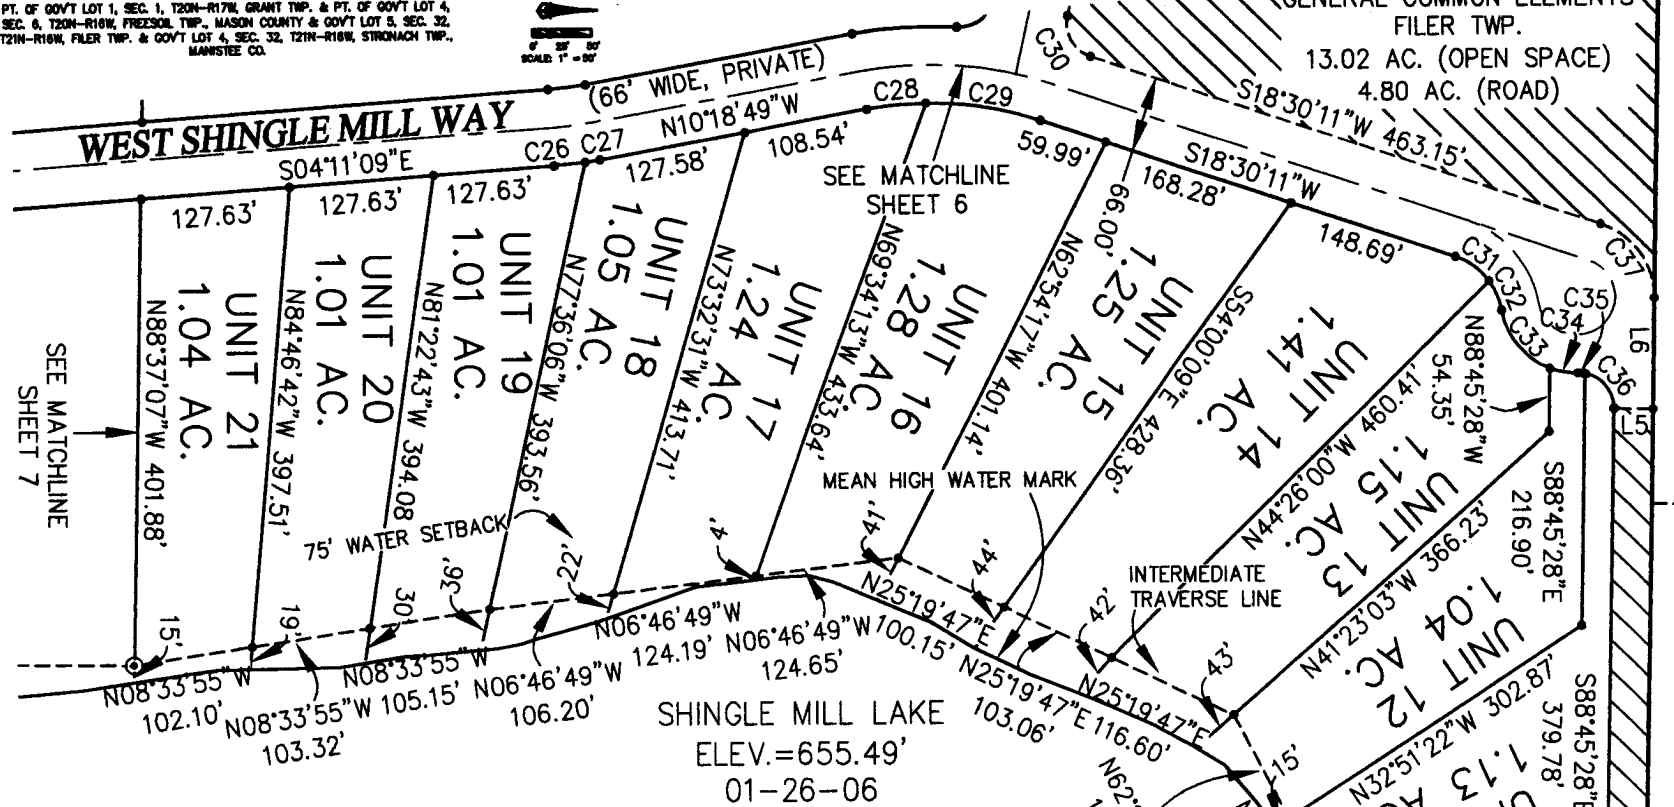 PT. OF GOV'T LOT 1, SEC. 1, T20N-R17W, GRANT TWP. & PT. OF GOV'T LOT 4,
SEC. 6, T20N-R16W, FREESOIL TWP., MASON COUNTY & GOV'T LOT 5, SEC. 32,
T21N-R16W, FILER TWP. & GOV'T LOT 4, SEC. 32, T21N-R16W, STRONACH TWP.,
MANISTEE CO.
0' 25' 50'
SCALE: 1" = 50'
GENERAL COMMON ELEMENTS
FILER TWP.
13.02 AC. (OPEN SPACE)
4.80 AC. (ROAD)
WEST SHINGLE MILL WAY
(66' WIDE, PRIVATE)
S04°11'09"E
N10°18'49"W
C26
C27
C28
C29
C30
S18°30'11"W 463.15'
S18°30'11"W
127.63'
127.63'
127.63'
127.58'
108.54'
59.99'
168.28'
148.69'
66.00'
SEE MATCHLINE
SHEET 6
C31
C32
C33
C34
C35
C36
C37
L6
L5
SEE MATCHLINE
SHEET 7
N88°37'07"W 401.88'
UNIT 21
1.04 AC.
N84°46'42"W 397.51'
UNIT 20
1.01 AC.
N81°22'43"W 394.08
UNIT 19
1.01 AC.
N77°36'06"W 393.56'
UNIT 18
1.05 AC.
N73°32'31"W 413.71'
UNIT 17
1.24 AC.
N69°34'13"W 433.64'
UNIT 16
1.28 AC.
N62°54'17"W 401.14'
UNIT 15
1.25 AC.
S54°00'09"E 428.36'
UNIT 14
1.41 AC.
N44°26'00"W 460.41'
UNIT 13
1.15 AC.
N41°23'03"W 366.23'
N88°45'28"W
54.35'
S88°45'28"E
216.90'
UNIT 12
1.04 AC.
N32°51'22"W 302.87'
S88°45'28"E
379.78'
1.13
75' WATER SETBACK
MEAN HIGH WATER MARK
INTERMEDIATE
TRAVERSE LINE
15'
19'
30'
36'
22'
4'
41'
44'
42'
43'
15'
N08°33'55"W
102.10'
N08°33'55"W
103.32'
N08°33'55"W
105.15'
N06°46'49"W
106.20'
N06°46'49"W
124.19'
N06°46'49"W
124.65'
N25°19'47"E
100.15'
N25°19'47"E
103.06'
N25°19'47"E
116.60'
N62°
SHINGLE MILL LAKE
ELEV.=655.49'
01-26-06